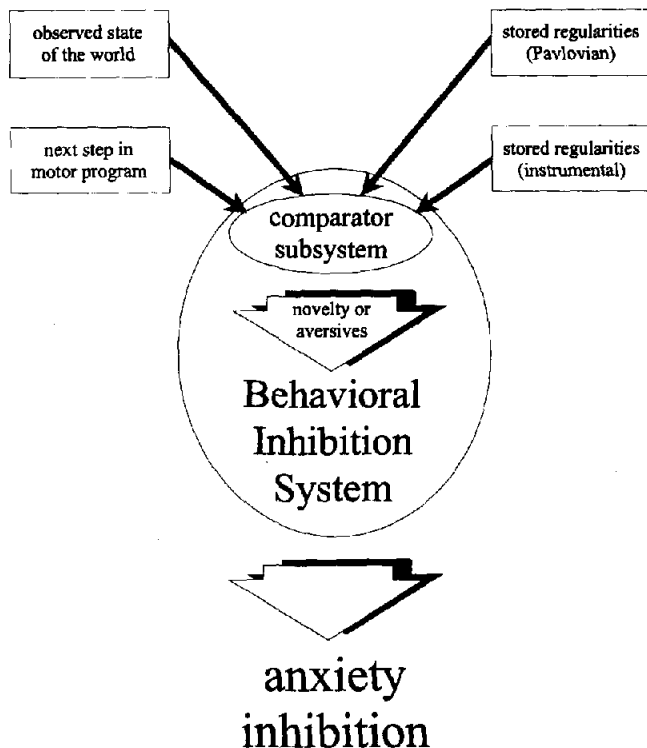 observed state
of the world
stored regularities
(Pavlovian)
next step in
motor program
stored regularities
(instrumental)
comparator
subsystem
novelty or
aversives
Behavioral
Inhibition
System
anxiety
inhibition